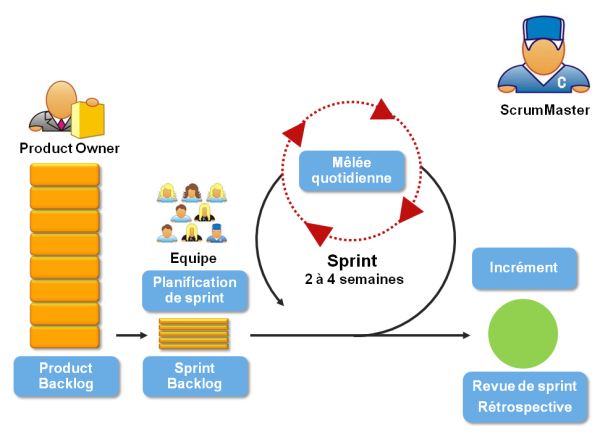 ScrumMaster
C
Product Owner
Mêlée
quotidienne
Equipe
Sprint
2 à 4 semaines
Planification
de sprint
Incrément
Product
Backlog
Sprint
Backlog
Revue de sprint
Rétrospective